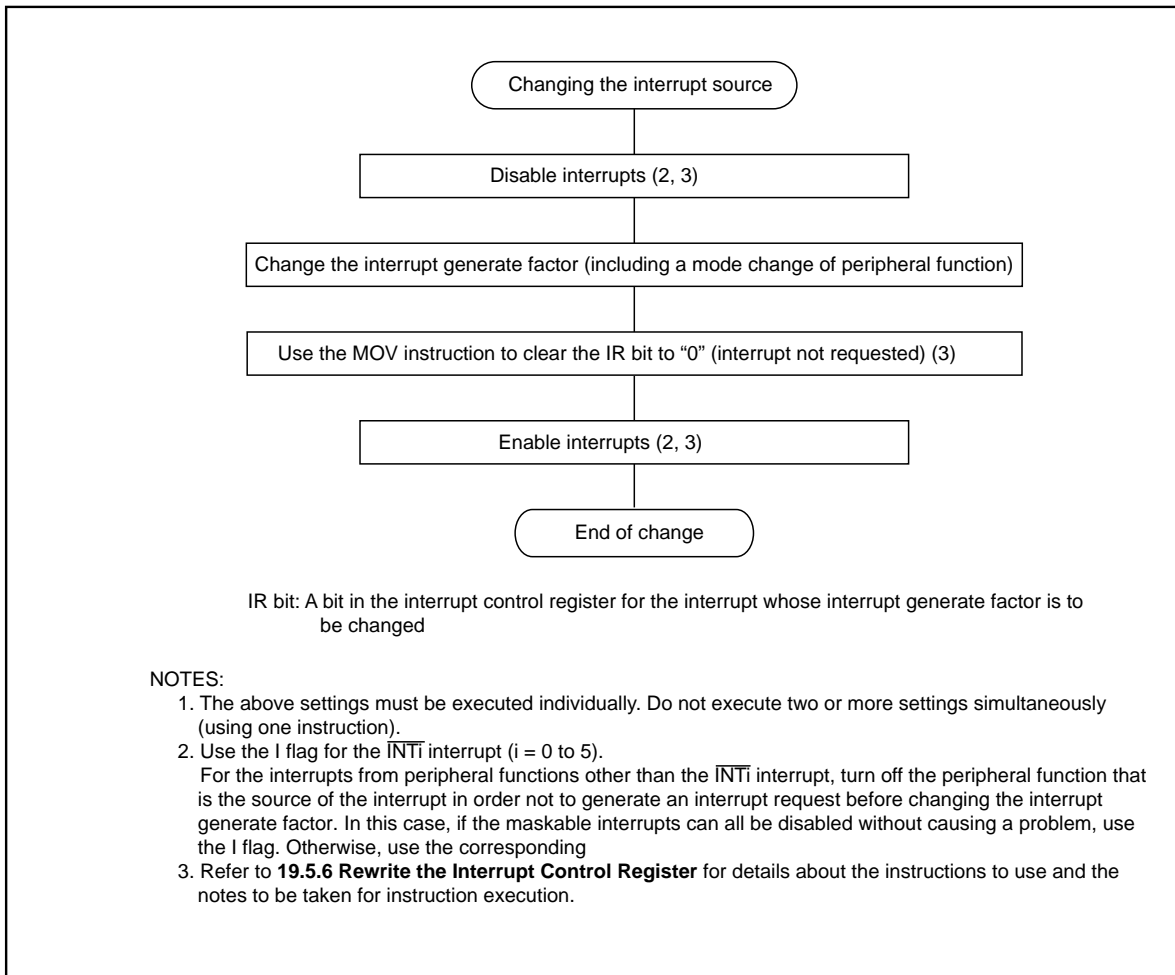 Changing the interrupt source
Disable interrupts (2, 3)
Change the interrupt generate factor (including a mode change of peripheral function)
Use the MOV instruction to clear the IR bit to “0” (interrupt not requested) (3)
Enable interrupts (2, 3)
End of change
IR bit: A bit in the interrupt control register for the interrupt whose interrupt generate factor is to
be changed
NOTES:
1. The above settings must be executed individually. Do not execute two or more settings simultaneously
(using one instruction).
2. Use the I flag for the INTi interrupt (i = 0 to 5).
For the interrupts from peripheral functions other than the INTi interrupt, turn off the peripheral function that
is the source of the interrupt in order not to generate an interrupt request before changing the interrupt
generate factor. In this case, if the maskable interrupts can all be disabled without causing a problem, use
the I flag. Otherwise, use the corresponding
3. Refer to 19.5.6 Rewrite the Interrupt Control Register for details about the instructions to use and the
notes to be taken for instruction execution.